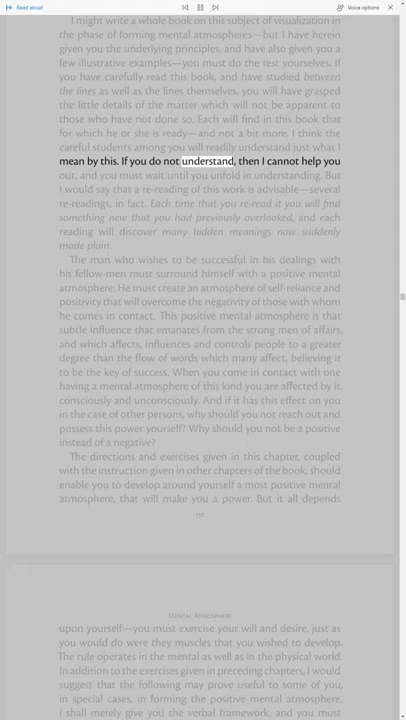 Read aloud
Voice options
I might write a whole book on this subject of visualization in
the phase of forming mental atmospheres—but I have herein
given you the underlying principles, and have also given you a
few illustrative examples—you must do the rest yourselves. If
you have carefully read this book, and have studied between
the lines as well as the lines themselves, you will have grasped
the little details of the matter which will not be apparent to
those who have not done so. Each will find in this book that
for which he or she is ready—and not a bit more. I think the
careful students among you will readily understand just what I
mean by this. If you do not understand, then I cannot help you
out, and you must wait until you unfold in understanding. But
I would say that a re-reading of this work is advisable—several
re-readings, in fact. Each time that you re-read it you will find
something new that you had previously overlooked, and each
reading will discover many hidden meanings now suddenly
made plain.
The man who wishes to be successful in his dealings with
his fellow-men must surround himself with a positive mental
atmosphere. He must create an atmosphere of self-reliance and
positivity that will overcome the negativity of those with whom
he comes in contact. This positive mental atmosphere is that
subtle influence that emanates from the strong men of affairs,
and which affects, influences and controls people to a greater
degree than the flow of words which many affect, believing it
to be the key of success. When you come in contact with one
having a mental atmosphere of this kind you are affected by it,
consciously and unconsciously. And if it has this effect on you
in the case of other persons, why should you not reach out and
possess this power yourself? Why should you not be a positive
instead of a negative?
The directions and exercises given in this chapter, coupled
with the instruction given in other chapters of the book, should
enable you to develop around yourself a most positive mental
atmosphere, that will make you a power. But it all depends
Mental Atmosphere
upon yourself—you must exercise your will and desire, just as
you would do were they muscles that you wished to develop.
The rule operates in the mental as well as in the physical world.
In addition to the exercises given in preceding chapters, I would
suggest that the following may prove useful to some of you,
in special cases, in forming the positive mental atmosphere.
I shall merely give you the verbal framework, and you must